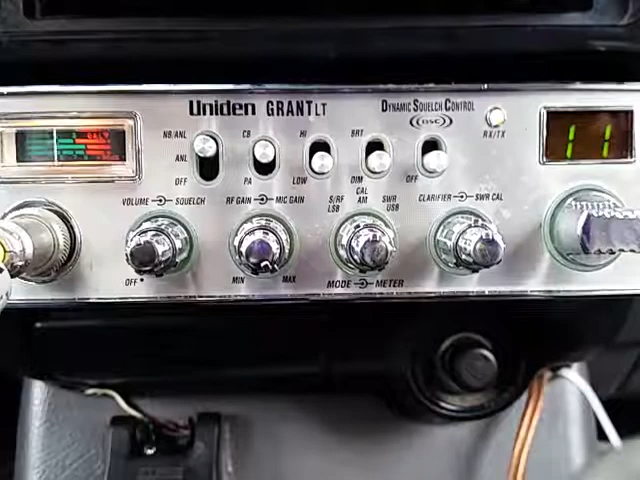 Uniden GRANT LT
DYNAMIC SQUELCH CONTROL
(DSC)
NB/ANL
ANL
OFF
CB
PA
HI
LOW
BRT
DIM
OFF
RX/TX
11
VOLUME SQUELCH
OFF
RF GAIN MIC GAIN
MIN MAX
S/RF
LSB
CAL
AM
SWR
USB
MODE METER
CLARIFIER SWR CAL